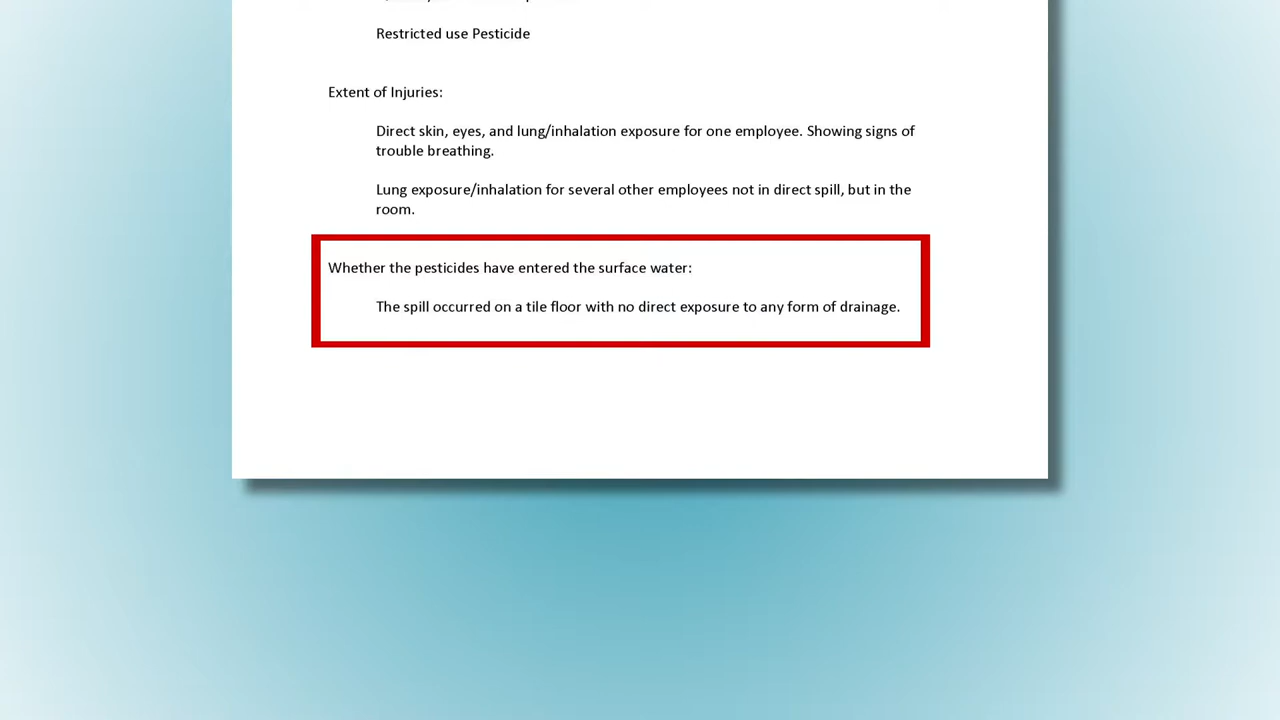 Restricted use Pesticide
Extent of Injuries:
Direct skin, eyes, and lung/inhalation exposure for one employee. Showing signs of
trouble breathing.
Lung exposure/inhalation for several other employees not in direct spill, but in the
room.
Whether the pesticides have entered the surface water:
The spill occurred on a tile floor with no direct exposure to any form of drainage.